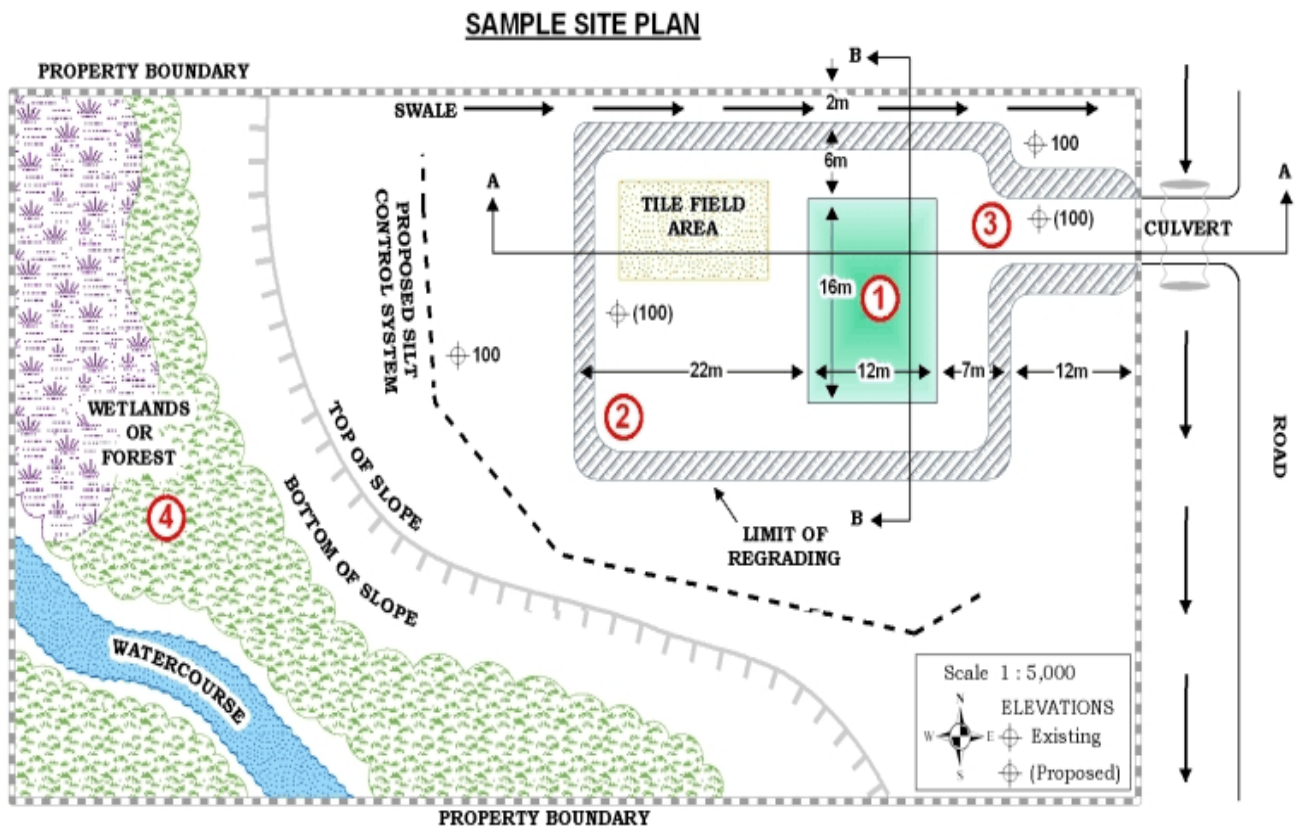 SAMPLE SITE PLAN
PROPERTY BOUNDARY
B
SWALE
2m
100
6m
A
A
PROPOSED SILT
CONTROL SYSTEM
TILE FIELD
AREA
3
(100)
CULVERT
16m
1
(100)
100
22m
12m
7m
12m
WETLANDS
OR
FOREST
2
TOP OF SLOPE
ROAD
4
BOTTOM OF SLOPE
B
LIMIT OF
REGRADING
WATERCOURSE
Scale 1 : 5,000
N
W
E
S
ELEVATIONS
Existing
(Proposed)
PROPERTY BOUNDARY